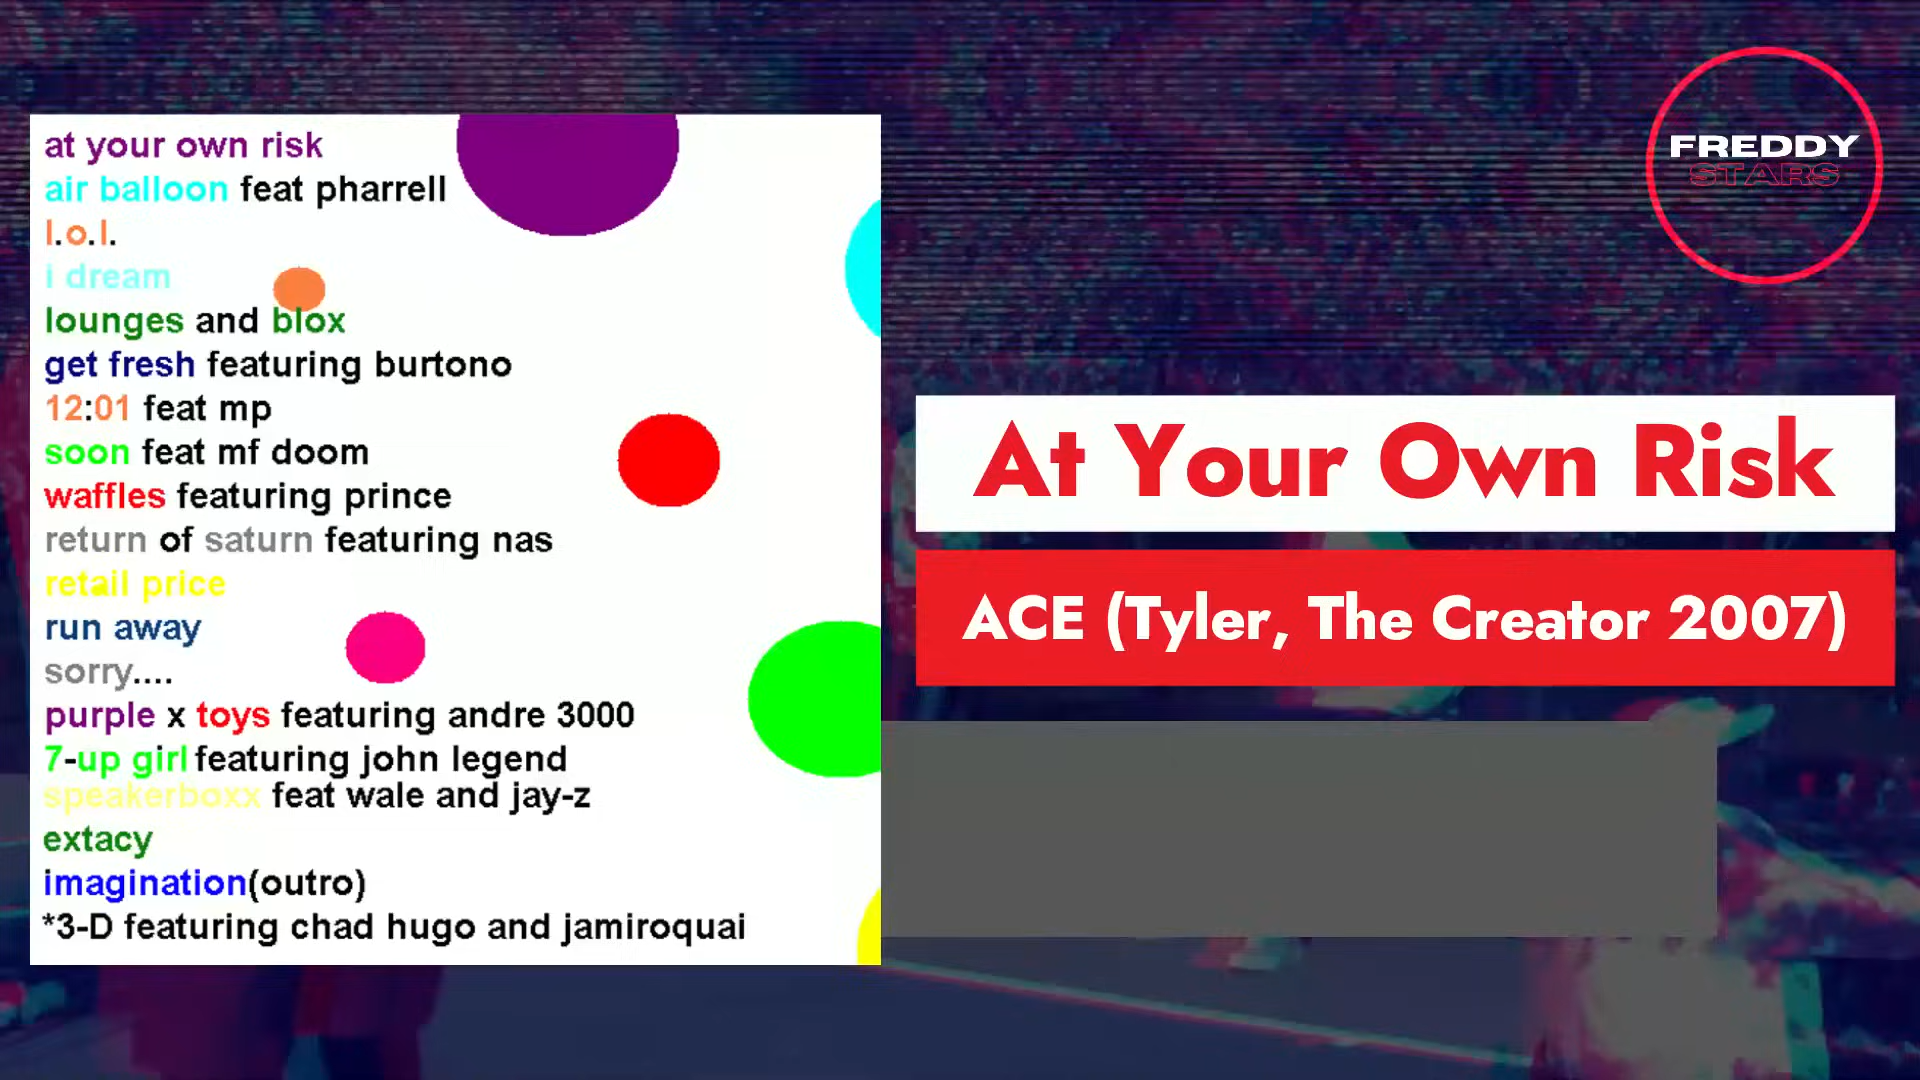 at your own risk
air balloon feat pharrell
l.o.l.
i dream
lounges and blox
get fresh featuring burtono
12:01 feat mp
soon feat mf doom
waffles featuring prince
return of saturn featuring nas
retail price
run away
sorry....
purple x toys featuring andre 3000
7-up girl featuring john legend
speakerboxx feat wale and jay-z
extacy
imagination(outro)
*3-D featuring chad hugo and jamiroquai
FREDDY
STARS
At Your Own Risk
ACE (Tyler, The Creator 2007)